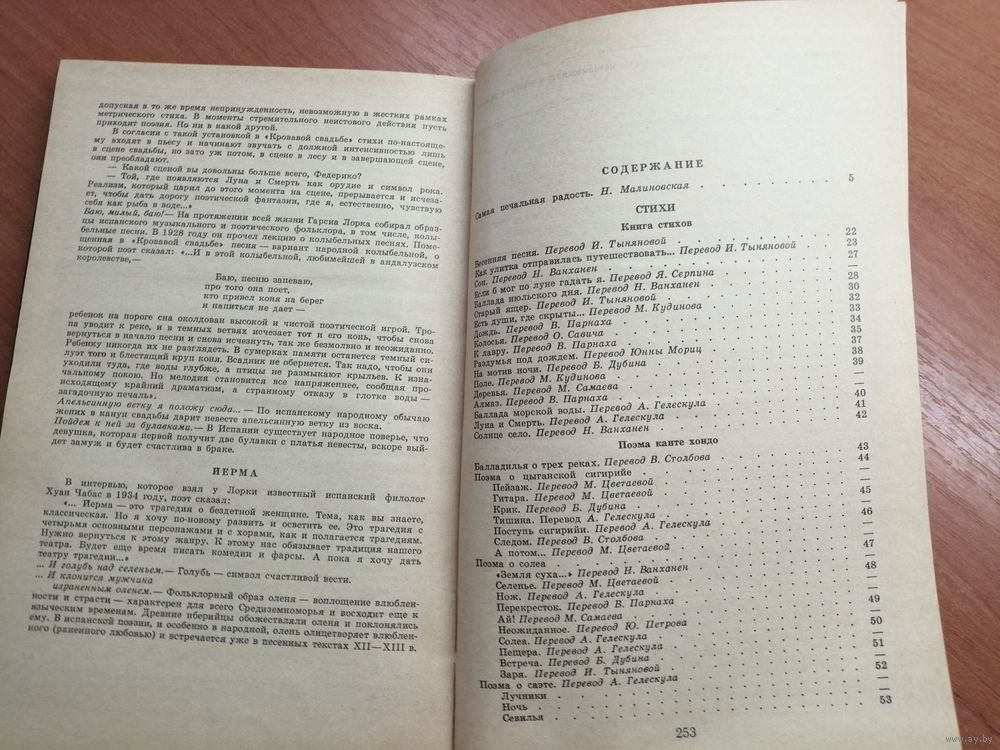 допуская в то же время непринужденность, невозможную в жестких рамках
метрического стиха. В моменты стремительного неистового действия пусть
приходит поэзия. Но ни в какой другой.
В согласии с такой установкой в «Кровавой свадьбе» стихи по-настояще-
му входят в пьесу и начинают звучать с должной интенсивностью лишь
в сцене свадьбы, но зато уж потом, в сцене в лесу и в завершающей сцене,
они преобладают.
— Какой сценой вы довольны больше всего, Федерико?
— Той, где появляются Луна и Смерть как орудие и символ рока.
Реализм, который царил до этого момента на сцене, прерывается и исчеза-
ет, чтобы дать дорогу поэтической фантазии, где я, естественно, чувствую
себя как рыба в воде...»
Баю, милый, баю!— На протяжении всей жизни Гарсиа Лорка собирал образ-
цы испанского музыкального и поэтического фольклора, в том числе, колы-
бельные песни. В 1928 году он прочел лекцию о колыбельных песнях. Поме-
щенная в «Кровавой свадьбе» песня — вариант народной колыбельной, о
которой поэт сказал: «...И в этой колыбельной, любимейшей в андалузском
королевстве,—
Баю, песню запеваю,
про того она поет,
кто привел коня на берег
и напиться не дает —
ребенок на пороге сна околдован высокой и чистой поэтической игрой. Тро-
па уводит к реке, и в темных ветвях исчезает тот и его конь, чтобы снова
вернуться в начало песни и снова исчезнуть, так же безмолвно и неожиданно.
Ребенку никогда их не разглядеть. В сумерках памяти останется темный си-
луэт того и блестящий круп коня. Всадник не обернется. Так надо, чтобы они
уходили туда, где воды глубже, а птицы не размыкают крыльев. К изна-
чальному покою. Но мелодия становится все напряженнее, сообщая про-
исходящему крайний драматизм, а странному отказу в глотке воды —
загадочную печаль».
Апельсинную ветку я положу сюда...— По испанскому народному обычаю
жених в канун свадьбы дарит невесте апельсинную ветку из воска.
Пойдем к ней за булавками.— В Испании существует народное поверье, что
девушка, которая первой получит две булавки с платья невесты, вскоре вый-
дет замуж и будет счастлива в браке.
ИЕРМА
В интервью, которое взял у Лорки известный испанский филолог
Хуан Чабас в 1934 году, поэт сказал:
«... Иерма — это трагедия о бездетной женщине. Тема, как вы знаете,
классическая. Но я хочу по-новому развить и осветить ее. Это трагедия с
четырьмя основными персонажами и с хорами, как и полагается трагедиям.
Нужно вернуться к этому жанру. К этому нас обязывает традиция нашего
театра. Будет еще время писать комедии и фарсы. А пока я хочу дать
театру трагедии...»
... И голубь над селеньем.— Голубь — символ счастливой вести.
... И клонится мужчина
израненным оленем.— Фольклорный образ оленя — воплощение влюблен-
ности и страсти — характерен для всего Средиземноморья и восходит еще к
языческим временам. Древние иберийцы обожествляли оленя и поклонялись
ему. В испанской поэзии, и особенно в народной, олень олицетворяет влюблен-
ного (раненного любовью) и встречается уже в песенных текстах XII—XIII в.
СОДЕРЖАНИЕ
Самая печальная радость. Н. Малиновская 5
СТИХИ
Книга стихов
Весенняя песня. Перевод И. Тыняновой 22
Как улитка отправилась путешествовать... Перевод И. Тыняновой 23
Сон. Перевод Н. Ванханен 27
Если б мог по луне гадать я. Перевод Я. Серпина —
Баллада июльского дня. Перевод Н. Ванханен 28
Старый ящер. Перевод И. Тыняновой 30
Есть души, где скрыты... Перевод М. Кудинова 32
Дождь. Перевод В. Парнаха 33
Колосья. Перевод О. Савича 34
К лавру. Перевод В. Парнаха 35
Раздумья под дождем. Перевод Юнны Мориц 37
На мотив ночи. Перевод Б. Дубина 38
Поле. Перевод М. Кудинова 39
Деревья. Перевод М. Самаева —
Алмаз. Перевод В. Парнаха 40
Баллада морской воды. Перевод А. Гелескула 41
Луна и Смерть. Перевод А. Гелескула 42
Солнце село. Перевод Н. Ванханен —
Поэма канте хондо
Балладилья о трех реках. Перевод В. Столбова 43
Поэма о цыганской сигирийе 44
Пейзаж. Перевод М. Цветаевой —
Гитара. Перевод М. Цветаевой —
Крик. Перевод Б. Дубина 45
Тишина. Перевод А. Гелескула 46
Поступь сигирийи. Перевод А. Гелескула —
Следом. Перевод В. Столбова —
А потом... Перевод М. Цветаевой 47
Поэма о солеа —
«Земля суха...» Перевод Н. Ванханен 48
Селенье. Перевод М. Цветаевой —
Нож. Перевод А. Гелескула —
Перекресток. Перевод В. Парнаха 49
Ай! Перевод М. Самаева —
Неожиданное. Перевод Ю. Петрова 50
Солеа. Перевод А. Гелескула —
Пещера. Перевод А. Гелескула 51
Встреча. Перевод Б. Дубина —
Заря. Перевод И. Тыняновой 52
Поэма о саэте. Перевод А. Гелескула —
Лучники —
Ночь 53
Севилья —
253
www.ay.by